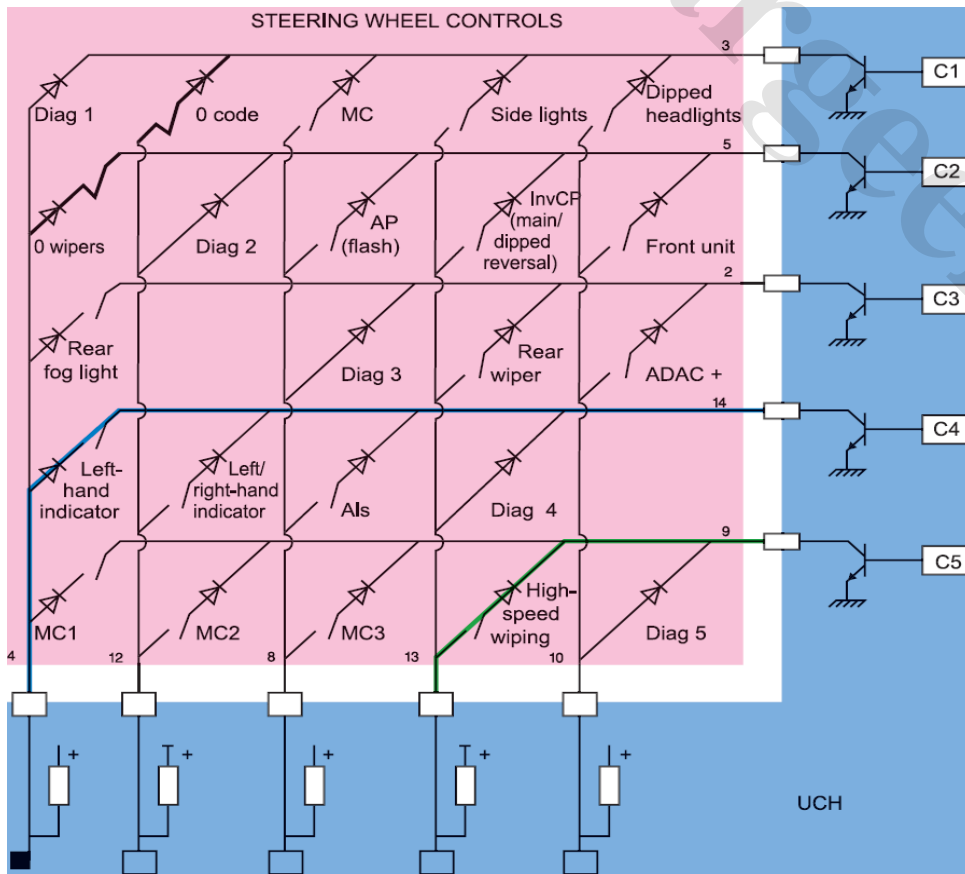 STEERING WHEEL CONTROLS
3
C1
Diag 1
0 code
MC
Side lights
Dipped
headlights
5
C2
0 wipers
Diag 2
AP
(flash)
InvCP
(main/
dipped
reversal)
Front unit
2
C3
Rear
fog light
Diag 3
Rear
wiper
ADAC +
14
C4
Left-
hand
indicator
Left/
right-hand
indicator
AIs
Diag 4
9
C5
MC1
MC2
MC3
High-
speed
wiping
Diag 5
4
12
8
13
10
+
+
+
+
+
UCH